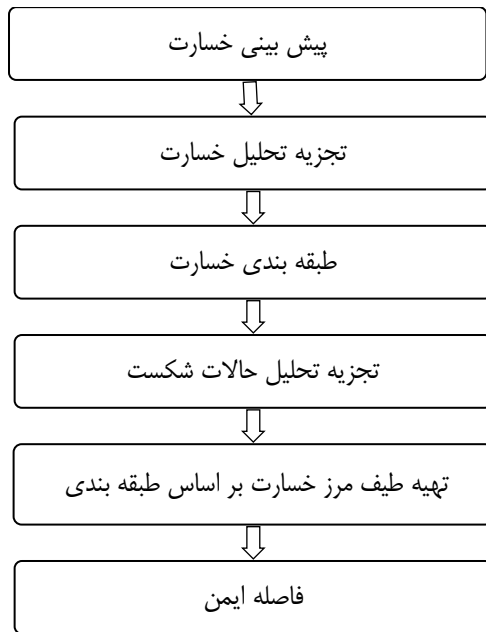 پیش بینی خسارت
تجزیه تحلیل خسارت
طبقه بندی خسارت
تجزیه تحلیل حالات شکست
تهیه طیف مرز خسارت بر اساس طبقه بندی
فاصله ایمن